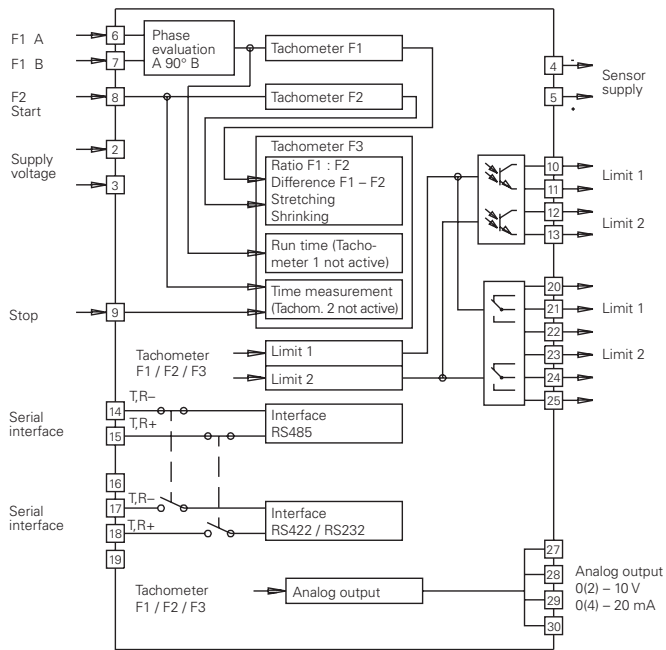 F1 A
F1 B
F2
Start
Supply
voltage
Stop
Serial
interface
Serial
interface
6
7
8
2
3
9
14
15
16
17
18
19
Phase
evaluation
A 90° B
Tachometer F1
Tachometer F2
Tachometer F3
Ratio F1 : F2
Difference F1 – F2
Stretching
Shrinking
Run time (Tacho-
meter 1 not active)
Time measurement
(Tachom. 2 not active)
Tachometer
F1 / F2 / F3
Limit 1
Limit 2
T,R–
T,R+
Interface
RS485
T,R–
T,R+
Interface
RS422 / RS232
Tachometer
F1 / F2 / F3
Analog output
4
5
Sensor
supply
10
11
12
13
Limit 1
Limit 2
20
21
22
23
24
25
Limit 1
Limit 2
27
28
29
30
Analog output
0(2) – 10 V
0(4) – 20 mA